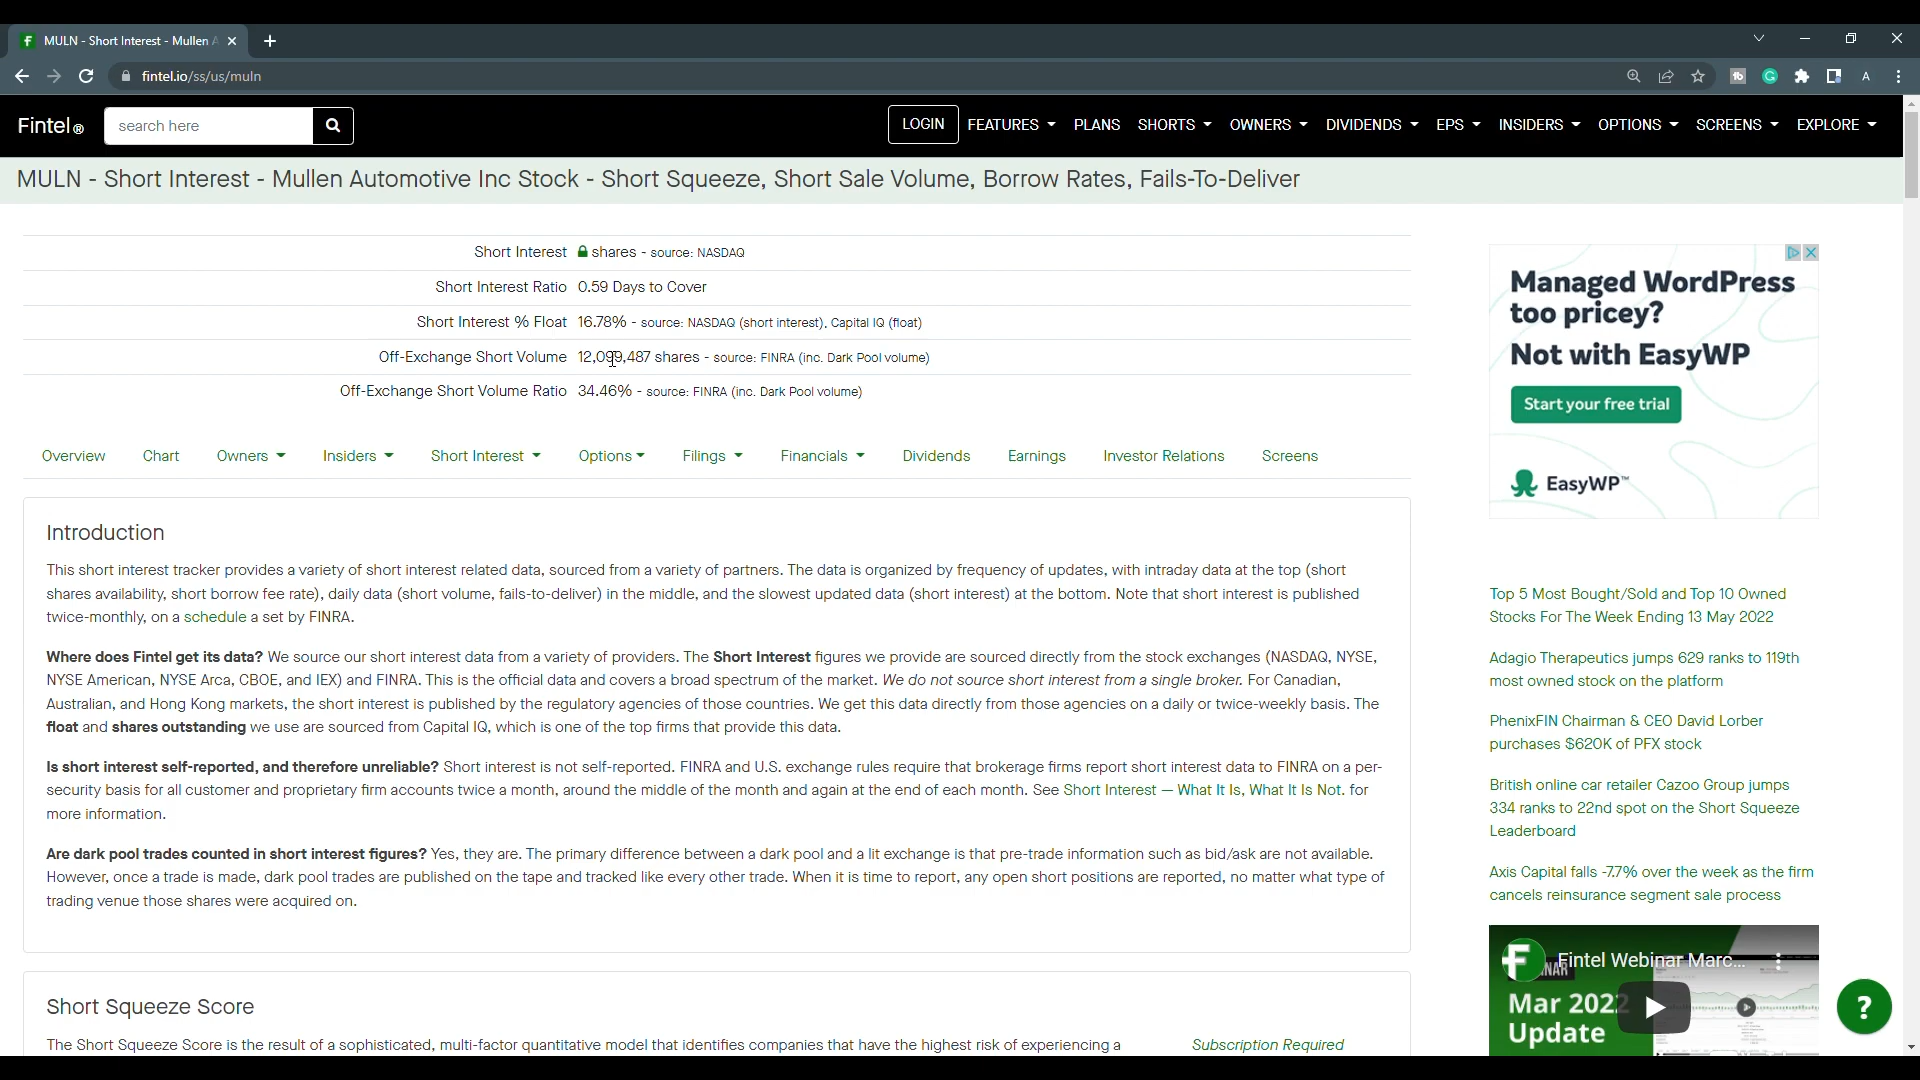 MULN - Short Interest - Mullen A
fintel.io/ss/us/muln
A
Fintel®
search here
LOGIN
FEATURES
PLANS
SHORTS
OWNERS
DIVIDENDS
EPS
INSIDERS
OPTIONS
SCREENS
EXPLORE
MULN - Short Interest - Mullen Automotive Inc Stock - Short Squeeze, Short Sale Volume, Borrow Rates, Fails-To-Deliver
Short Interest shares - source: NASDAQ
Short Interest Ratio 0.59 Days to Cover
Short Interest % Float 16.78% - source: NASDAQ (short interest), Capital IQ (float)
Off-Exchange Short Volume 12,099,487 shares - source: FINRA (inc. Dark Pool volume)
Off-Exchange Short Volume Ratio 34.46% - source: FINRA (inc. Dark Pool volume)
Overview
Chart
Owners
Insiders
Short Interest
Options
Filings
Financials
Dividends
Earnings
Investor Relations
Screens
Introduction
This short interest tracker provides a variety of short interest related data, sourced from a variety of partners. The data is organized by frequency of updates, with intraday data at the top (short
shares availability, short borrow fee rate), daily data (short volume, fails-to-deliver) in the middle, and the slowest updated data (short interest) at the bottom. Note that short interest is published
twice-monthly, on a schedule a set by FINRA.
Where does Fintel get its data? We source our short interest data from a variety of providers. The Short Interest figures we provide are sourced directly from the stock exchanges (NASDAQ, NYSE,
NYSE American, NYSE Arca, CBOE, and IEX) and FINRA. This is the official data and covers a broad spectrum of the market. We do not source short interest from a single broker. For Canadian,
Australian, and Hong Kong markets, the short interest is published by the regulatory agencies of those countries. We get this data directly from those agencies on a daily or twice-weekly basis. The
float and shares outstanding we use are sourced from Capital IQ, which is one of the top firms that provide this data.
Is short interest self-reported, and therefore unreliable? Short interest is not self-reported. FINRA and U.S. exchange rules require that brokerage firms report short interest data to FINRA on a per-
security basis for all customer and proprietary firm accounts twice a month, around the middle of the month and again at the end of each month. See Short Interest — What It Is, What It Is Not. for
more information.
Are dark pool trades counted in short interest figures? Yes, they are. The primary difference between a dark pool and a lit exchange is that pre-trade information such as bid/ask are not available.
However, once a trade is made, dark pool trades are published on the tape and tracked like every other trade. When it is time to report, any open short positions are reported, no matter what type of
trading venue those shares were acquired on.
Short Squeeze Score
The Short Squeeze Score is the result of a sophisticated, multi-factor quantitative model that identifies companies that have the highest risk of experiencing a
Subscription Required
Managed WordPress
too pricey?
Not with EasyWP
Start your free trial
EasyWP™
Top 5 Most Bought/Sold and Top 10 Owned
Stocks For The Week Ending 13 May 2022
Adagio Therapeutics jumps 629 ranks to 119th
most owned stock on the platform
PhenixFIN Chairman & CEO David Lorber
purchases $620K of PFX stock
British online car retailer Cazoo Group jumps
334 ranks to 22nd spot on the Short Squeeze
Leaderboard
Axis Capital falls -7.7% over the week as the firm
cancels reinsurance segment sale process
Fintel Webinar Marc...
Mar 2022
Update
?